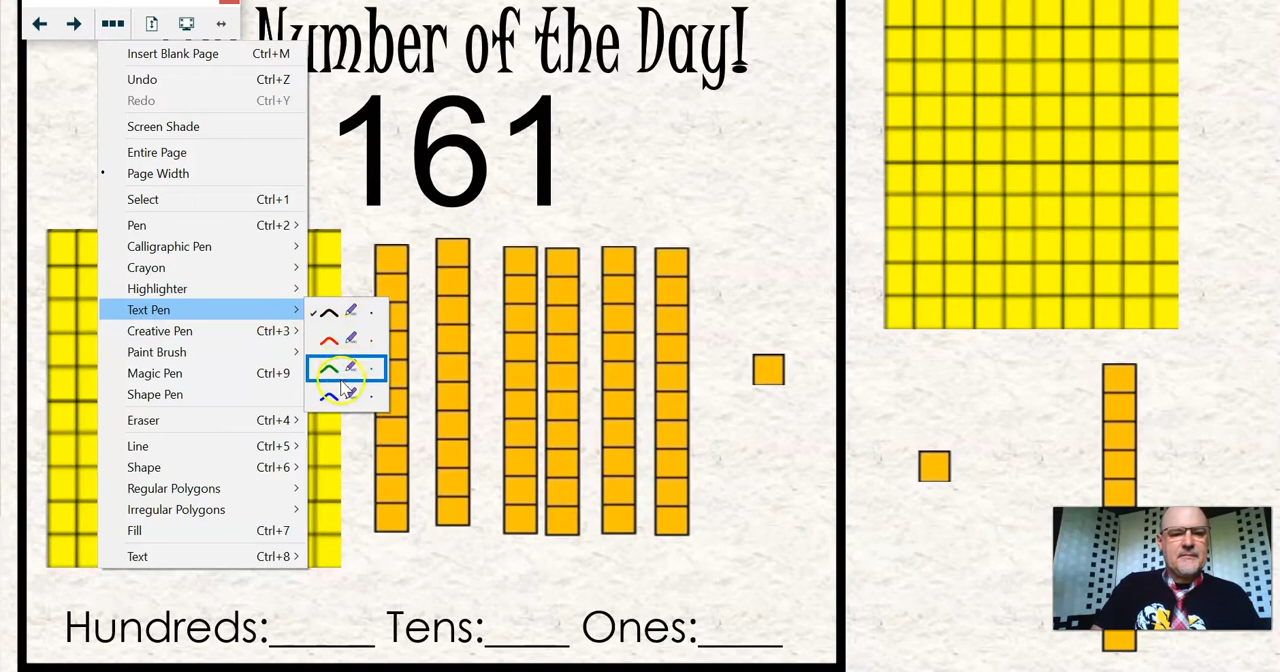 Number of the Day!
161
Insert Blank Page Ctrl+M
Undo Ctrl+Z
Redo Ctrl+Y
Screen Shade
Entire Page
Page Width
Select Ctrl+1
Pen Ctrl+2
Calligraphic Pen
Crayon
Highlighter
Text Pen
Creative Pen Ctrl+3
Paint Brush
Magic Pen Ctrl+9
Shape Pen
Eraser Ctrl+4
Line Ctrl+5
Shape Ctrl+6
Regular Polygons
Irregular Polygons
Fill Ctrl+7
Text Ctrl+8
Hundreds:_____ Tens:____ Ones:____